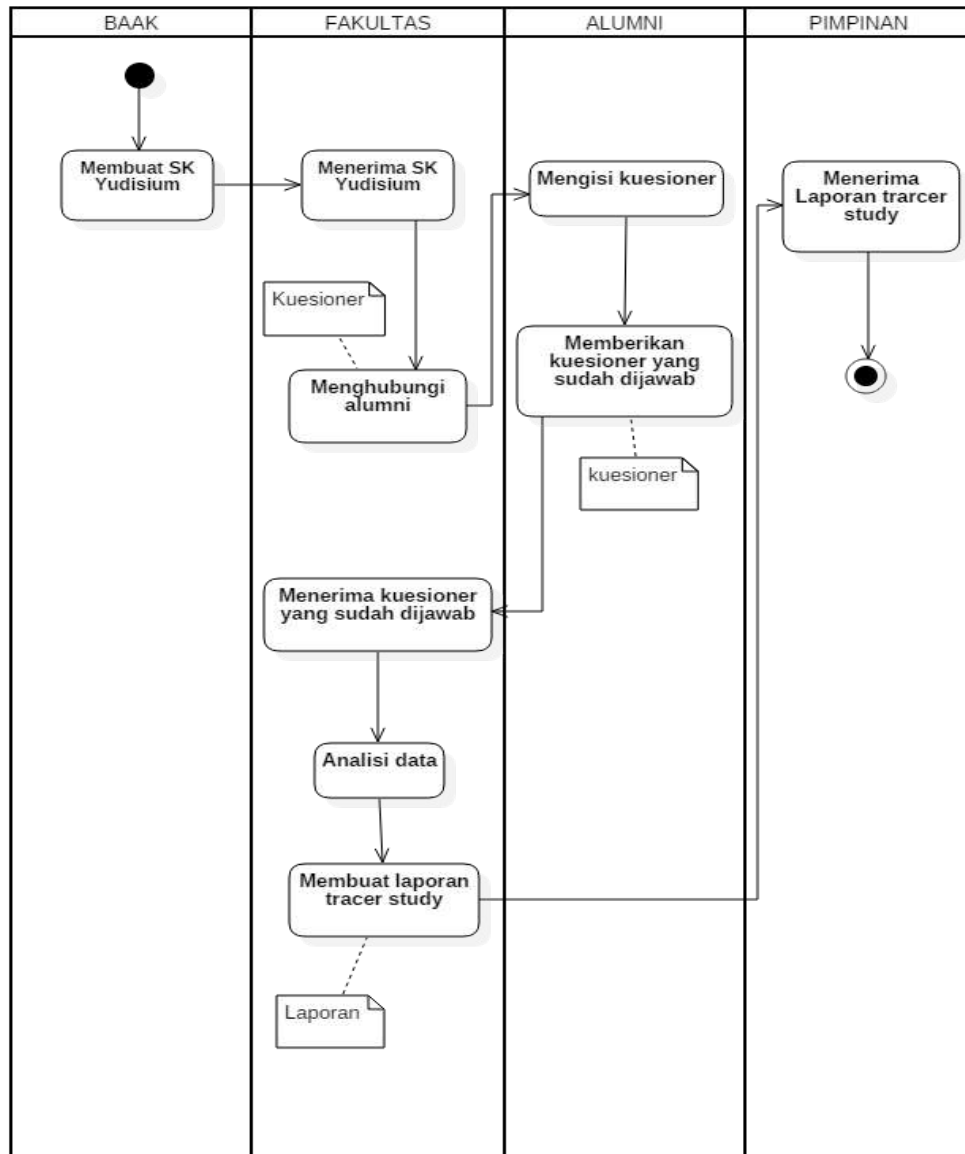 BAAK
FAKULTAS
ALUMNI
PIMPINAN
Membuat SK
Yudisium
Menerima SK
Yudisium
Mengisi kuesioner
Menerima
Laporan trarcer
study
Kuesioner
Menghubungi
alumni
Memberikan
kuesioner yang
sudah dijawab
kuesioner
Menerima kuesioner
yang sudah dijawab
Analisi data
Membuat laporan
tracer study
Laporan